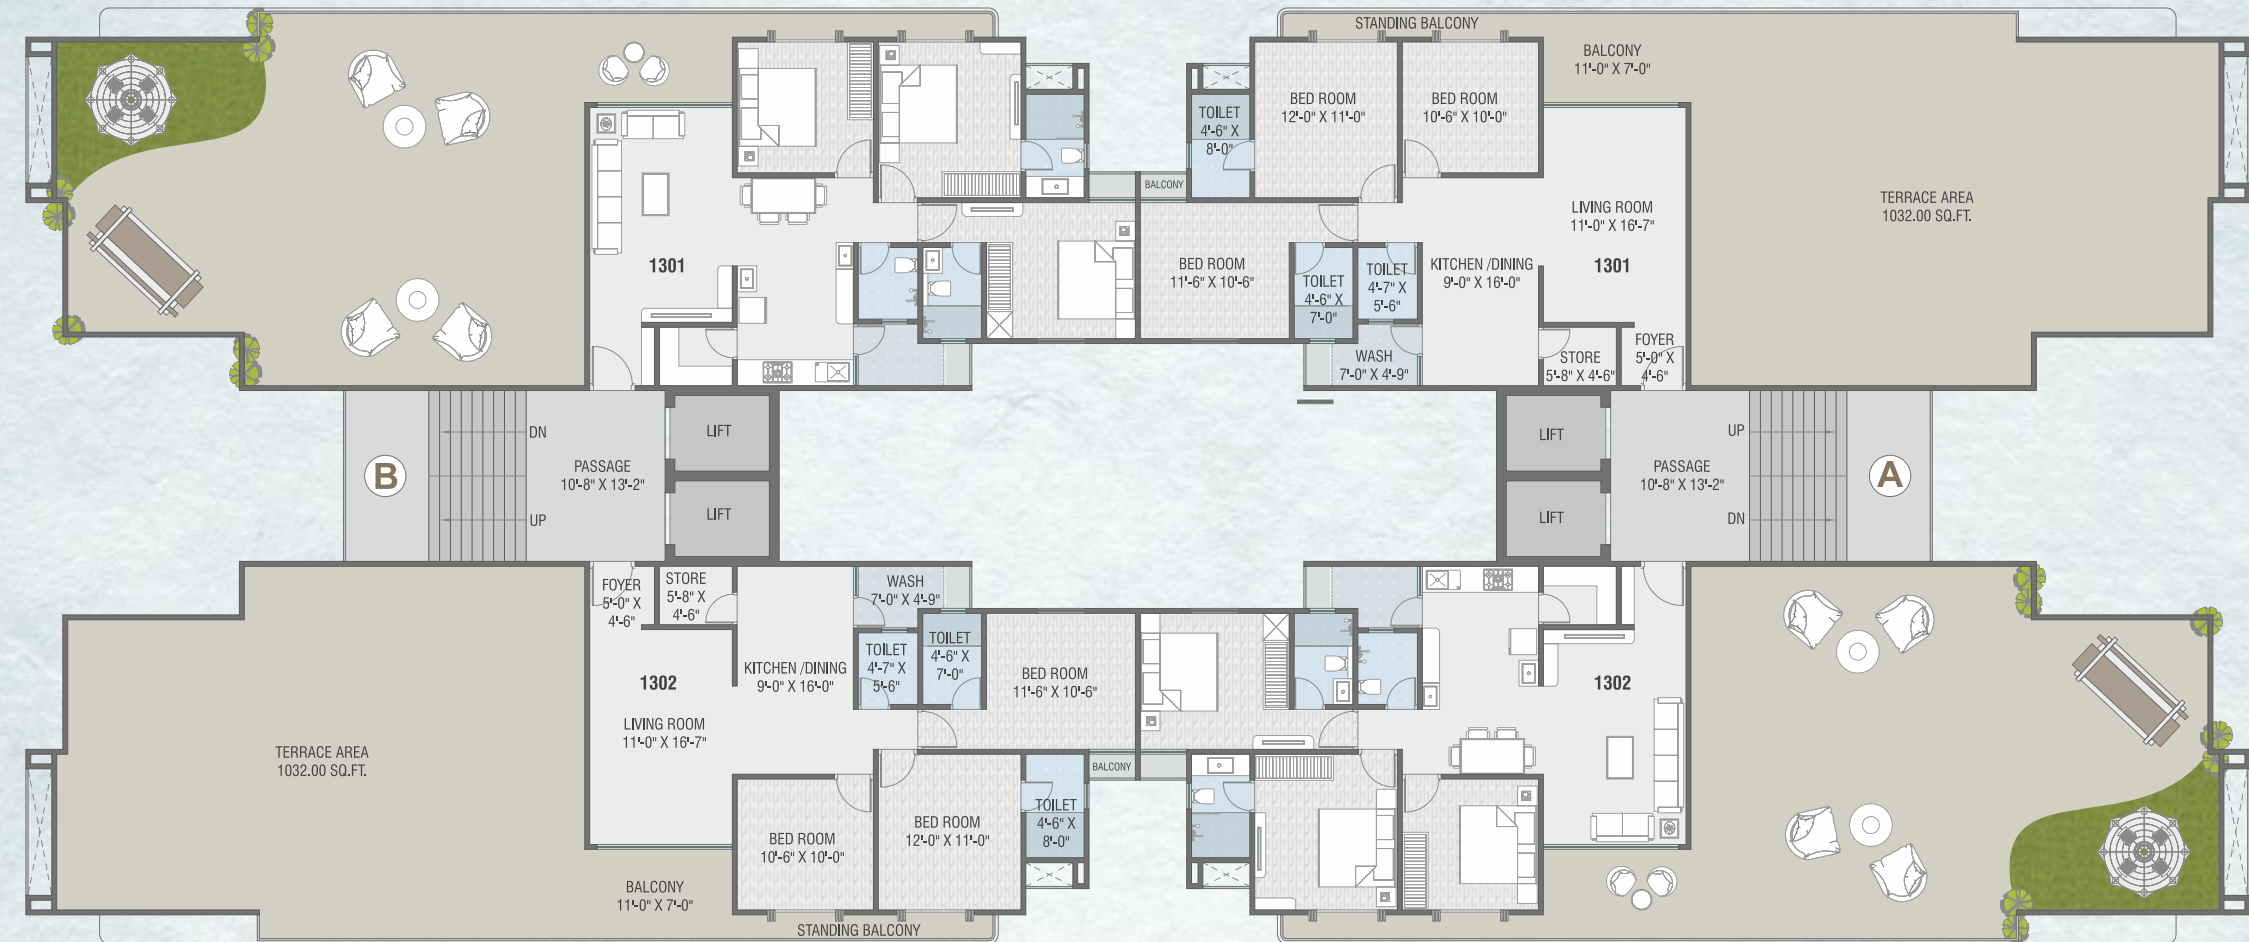 STANDING BALCONY
BALCONY
11'-0" X 7'-0"
TOILET
4'-6" X
8'-0"
BED ROOM
12'-0" X 11'-0"
BED ROOM
10'-6" X 10'-0"
BALCONY
TERRACE AREA
1032.00 SQ.FT.
LIVING ROOM
11'-0" X 16'-7"
1301
1301
BED ROOM
11'-6" X 10'-6"
TOILET
4'-6" X
7'-0"
TOILET
4'-7" X
5'-6"
KITCHEN /DINING
9'-0" X 16'-0"
WASH
7'-0" X 4'-9"
STORE
5'-8" X 4'-6"
FOYER
5'-0" X
4'-6"
DN
UP
B
PASSAGE
10'-8" X 13'-2"
LIFT
LIFT
LIFT
LIFT
PASSAGE
10'-8" X 13'-2"
UP
DN
A
FOYER
5'-0" X
4'-6"
STORE
5'-8" X
4'-6"
WASH
7'-0" X 4'-9"
TOILET
4'-7" X
5'-6"
TOILET
4'-6" X
7'-0"
KITCHEN /DINING
9'-0" X 16'-0"
BED ROOM
11'-6" X 10'-6"
1302
1302
LIVING ROOM
11'-0" X 16'-7"
TERRACE AREA
1032.00 SQ.FT.
BALCONY
BED ROOM
10'-6" X 10'-0"
BED ROOM
12'-0" X 11'-0"
TOILET
4'-6" X
8'-0"
BALCONY
11'-0" X 7'-0"
STANDING BALCONY